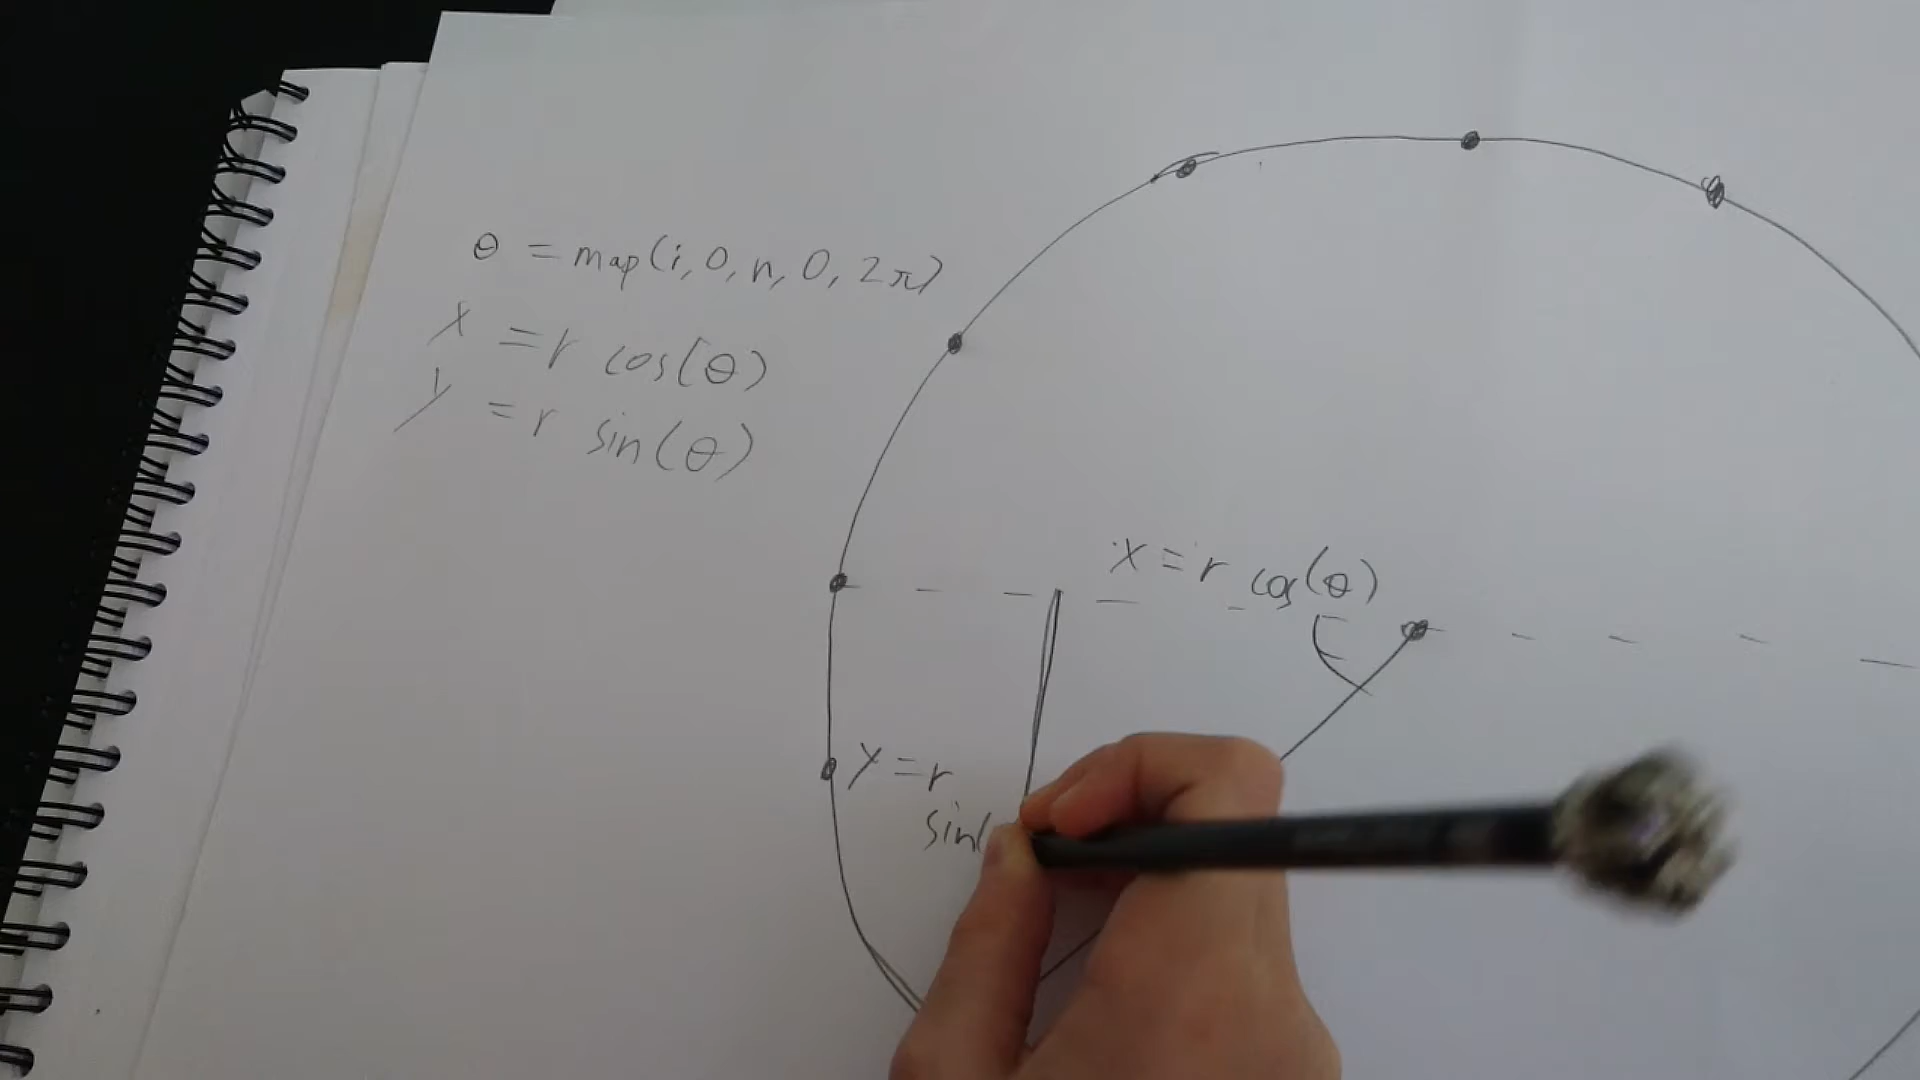 θ = map(i, 0, n, 0, 2π)
x = r cos(θ)
y = r sin(θ)
x = r cos(θ)
y = r
sin(